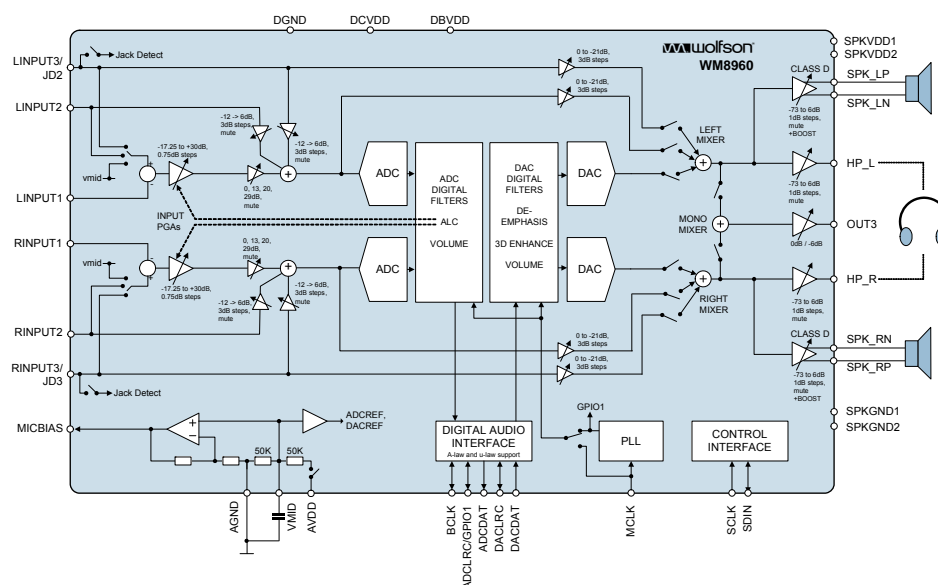 DGND
DCVDD
DBVDD
LINPUT3/
JD2
Jack Detect
LINPUT2
LINPUT1
RINPUT1
RINPUT2
RINPUT3/
JD3
Jack Detect
MICBIAS
vmid
+
-
-17.25 to +30dB,
0.75dB steps
-12 -> 6dB,
3dB steps,
mute
-12 -> 6dB,
3dB steps,
mute
0, 13, 20,
29dB,
mute
+
INPUT
PGAs
vmid
-
+
-17.25 to +30dB,
0.75dB steps
0, 13, 20,
29dB,
mute
+
-12 -> 6dB,
3dB steps,
mute
-12 -> 6dB,
3dB steps,
mute
ADC
ADC
ADC
DIGITAL
FILTERS
ALC
VOLUME
DAC
DIGITAL
FILTERS
DE-
EMPHASIS
3D ENHANCE
VOLUME
DAC
DAC
0 to -21dB,
3dB steps
0 to -21dB,
3dB steps
0 to -21dB,
3dB steps
0 to -21dB,
3dB steps
wolfson
WM8960
LEFT
MIXER
+
MONO
MIXER
+
+
RIGHT
MIXER
CLASS D
-73 to 6dB
1dB steps,
mute
+BOOST
-73 to 6dB
1dB steps,
mute
0dB / -6dB
-73 to 6dB
1dB steps,
mute
CLASS D
-73 to 6dB
1dB steps,
mute
+BOOST
SPKVDD1
SPKVDD2
SPK_LP
SPK_LN
HP_L
OUT3
HP_R
SPK_RN
SPK_RP
SPKGND1
SPKGND2
+
-
ADCREF,
DACREF
50K
50K
AGND
VMID
AVDD
DIGITAL AUDIO
INTERFACE
A-law and u-law support
GPIO1
PLL
CONTROL
INTERFACE
BCLK
ADCLRC/GPIO1
ADCDAT
DACLRC
DACDAT
MCLK
SCLK
SDIN